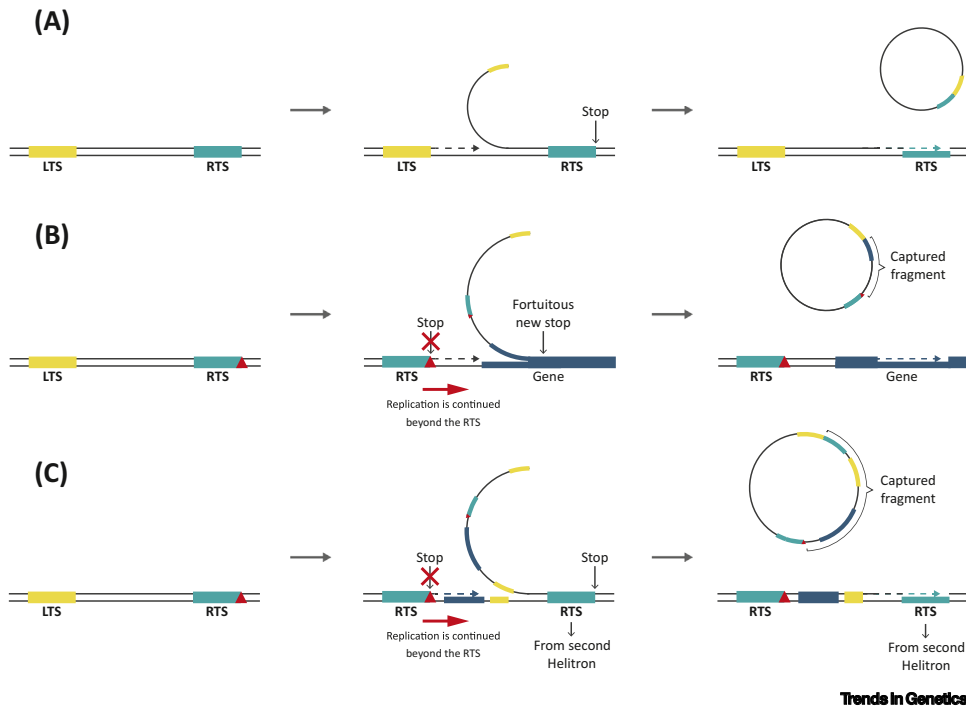 (A)
Stop
LTS
RTS
LTS
RTS
LTS
RTS
(B)
Captured
fragment
Fortuitous
new stop
Stop
LTS
RTS
RTS
Gene
RTS
Gene
Replication is continued
beyond the RTS
(C)
Captured
fragment
Stop
Stop
LTS
RTS
RTS
RTS
RTS
RTS
Replication is continued
beyond the RTS
From second
Helitron
From second
Helitron
Trends in Genetics